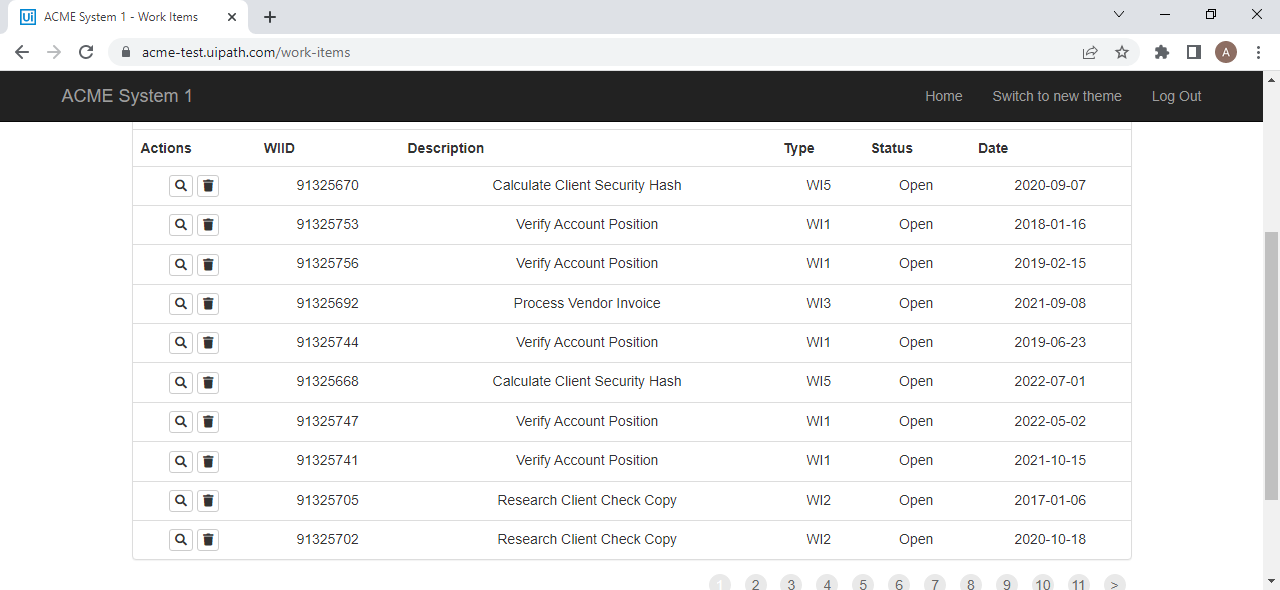 Ui ACME System 1 - Work Items
acme-test.uipath.com/work-items
A
ACME System 1 Home Switch to new theme Log Out
Actions WIID Description Type Status Date
91325670 Calculate Client Security Hash WI5 Open 2020-09-07
91325753 Verify Account Position WI1 Open 2018-01-16
91325756 Verify Account Position WI1 Open 2019-02-15
91325692 Process Vendor Invoice WI3 Open 2021-09-08
91325744 Verify Account Position WI1 Open 2019-06-23
91325668 Calculate Client Security Hash WI5 Open 2022-07-01
91325747 Verify Account Position WI1 Open 2022-05-02
91325741 Verify Account Position WI1 Open 2021-10-15
91325705 Research Client Check Copy WI2 Open 2017-01-06
91325702 Research Client Check Copy WI2 Open 2020-10-18
1 2 3 4 5 6 7 8 9 10 11 >